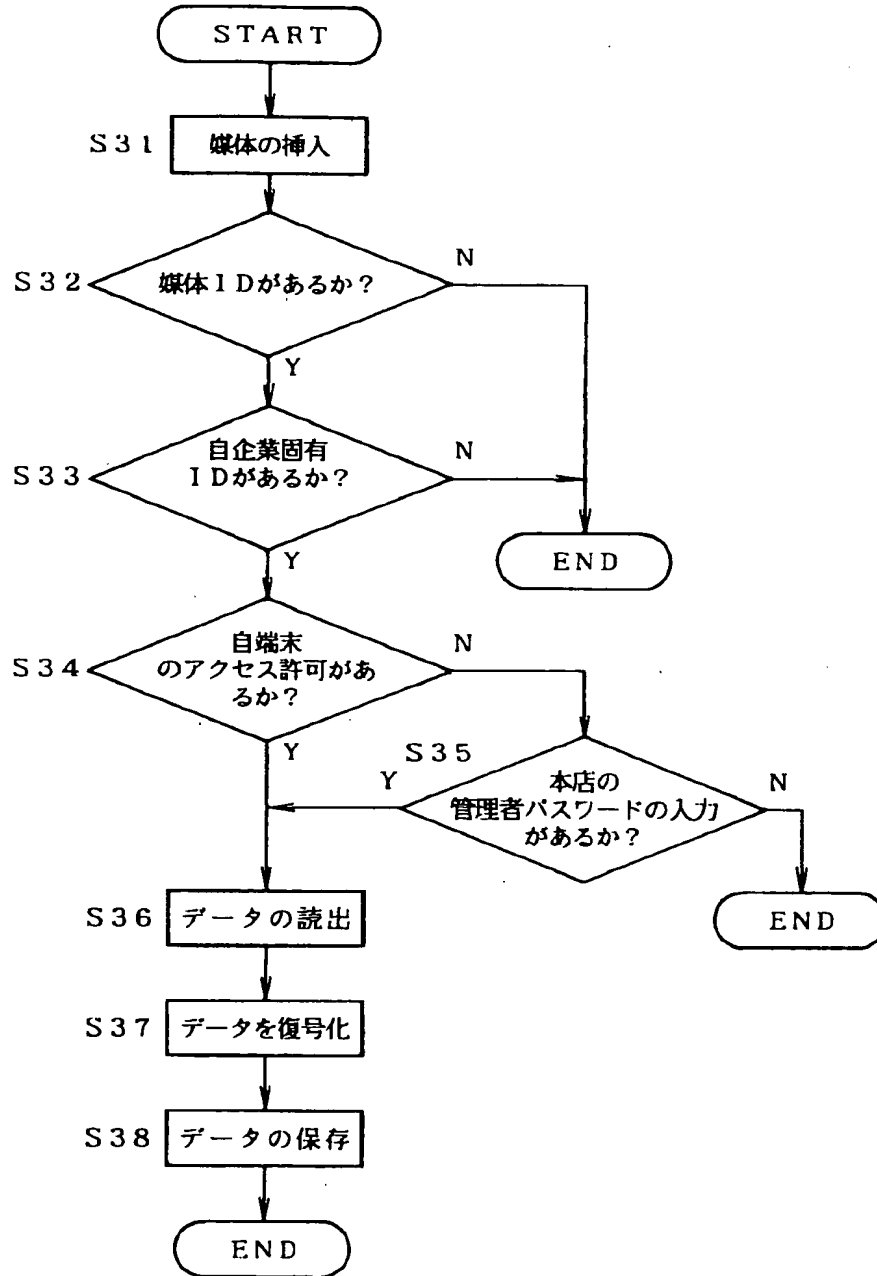 START
S31
媒体の挿入
S32
媒体IDがあるか?
N
Y
S33
自企業固有
IDがあるか?
N
Y
END
S34
自端末
のアクセス許可があ
るか?
N
Y
S35
本店の
管理者パスワードの入力
があるか?
Y
N
END
S36
データの読出
S37
データを復号化
S38
データの保存
END